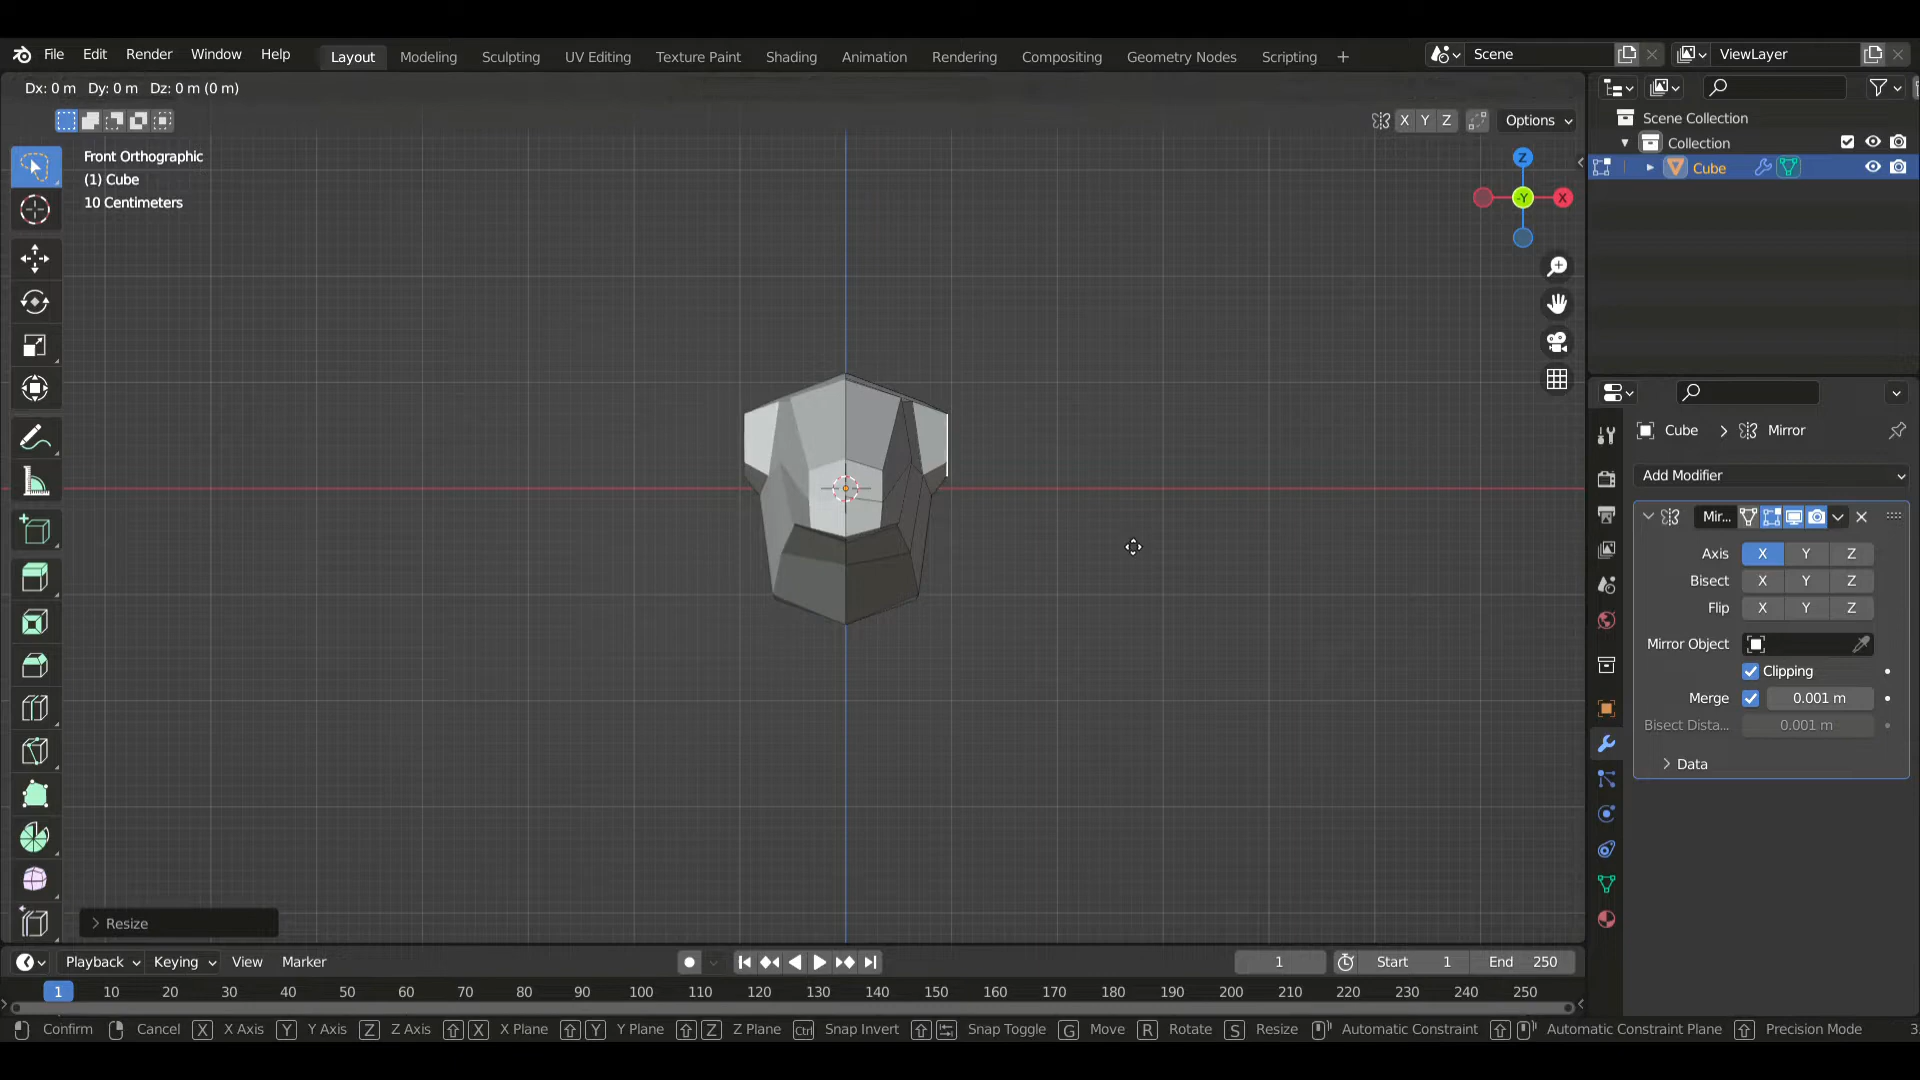 File Edit Render Window Help Layout Modeling Sculpting UV Editing Texture Paint Shading Animation Rendering Compositing Geometry Nodes Scripting + Scene ViewLayer
Dx: 0 m Dy: 0 m Dz: 0 m (0 m)
X Y Z Options
Scene Collection
Collection
Cube
Front Orthographic
(1) Cube
10 Centimeters
Z
-Y X
Cube > Mirror
Add Modifier
Mir...
Axis X Y Z
Bisect X Y Z
Flip X Y Z
Mirror Object
Clipping
Merge 0.001 m
Bisect Dista... 0.001 m
> Data
> Resize
Playback Keying View Marker 1 Start 1 End 250
1 10 20 30 40 50 60 70 80 90 100 110 120 130 140 150 160 170 180 190 200 210 220 230 240 250
Confirm Cancel X X Axis Y Y Axis Z Z Axis X X Plane Y Y Plane Z Z Plane Ctrl Snap Invert Snap Toggle G Move R Rotate S Resize Automatic Constraint Automatic Constraint Plane Precision Mode